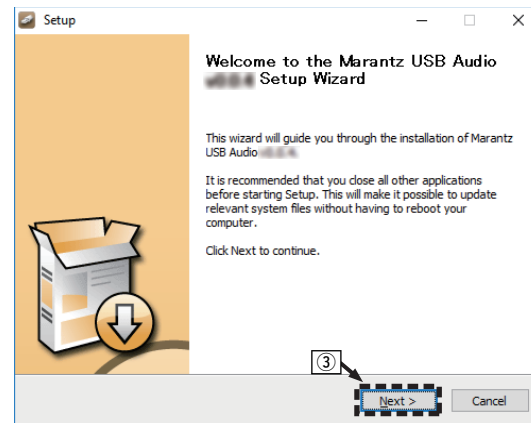 Setup
Welcome to the Marantz USB Audio
Setup Wizard
This wizard will guide you through the installation of Marantz
USB Audio
It is recommended that you close all other applications
before starting Setup. This will make it possible to update
relevant system files without having to reboot your
computer.
Click Next to continue.
③
Next >
Cancel